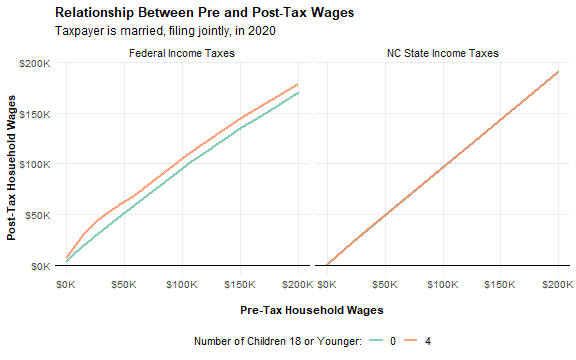 Relationship Between Pre and Post-Tax Wages
Taxpayer is married, filing jointly, in 2020
Federal Income Taxes
NC State Income Taxes
$200K
$150K
$100K
$50K
$0K
Post-Tax Hosuehold Wages
$0K $50K $100K $150K $200K
$0K $50K $100K $150K $200K
Pre-Tax Household Wages
Number of Children 18 or Younger: 0 4